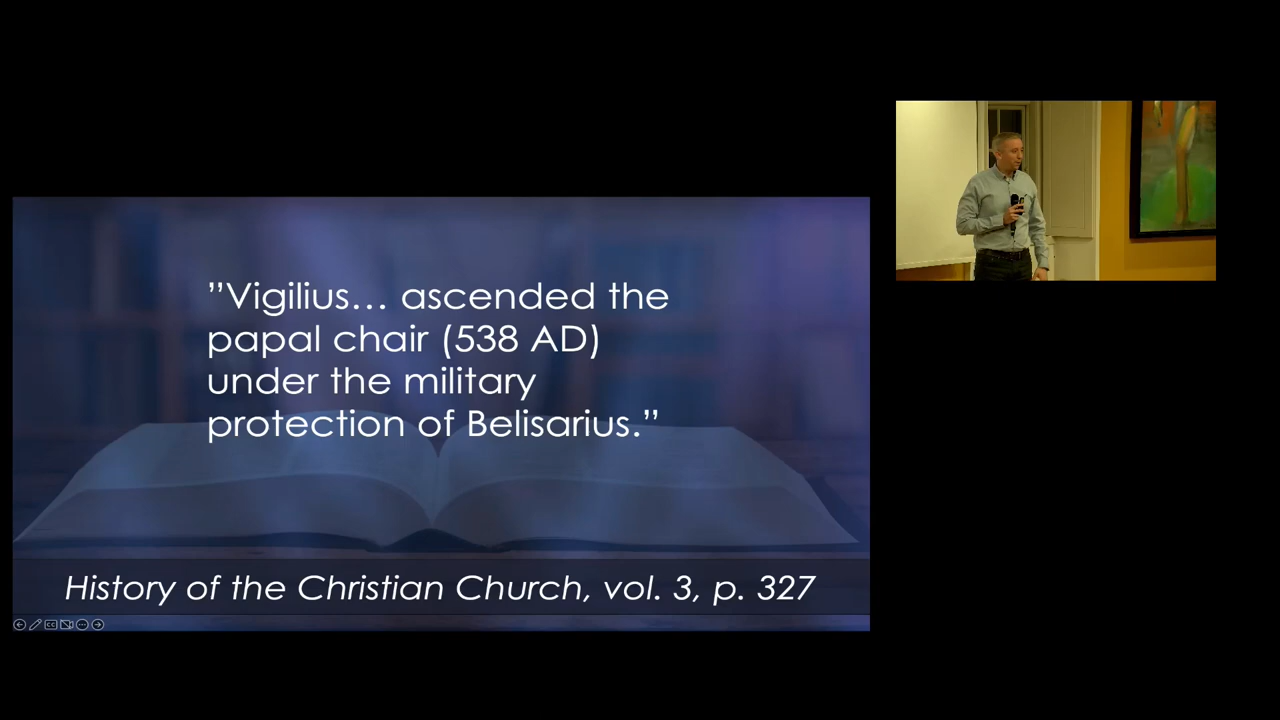 ”Vigilius… ascended the
papal chair (538 AD)
under the military
protection of Belisarius.”
History of the Christian Church, vol. 3, p. 327